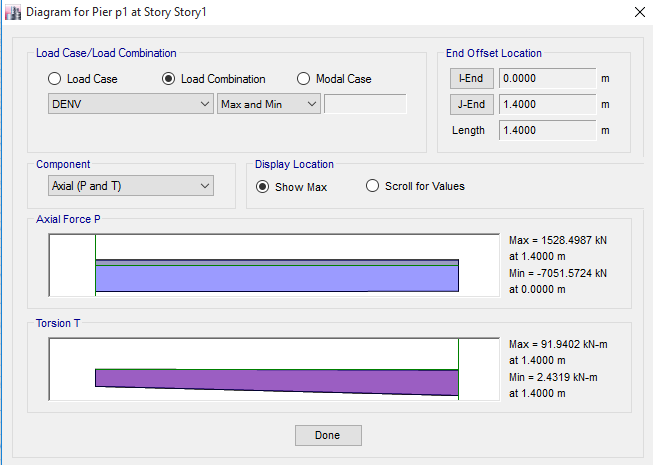 Diagram for Pier p1 at Story Story1
Load Case/Load Combination
Load Case Load Combination Modal Case
DENV Max and Min
End Offset Location
I-End 0.0000 m
J-End 1.4000 m
Length 1.4000 m
Component
Axial (P and T)
Display Location
Show Max Scroll for Values
Axial Force P
Max = 1528.4987 kN
at 1.4000 m
Min = -7051.5724 kN
at 0.0000 m
Torsion T
Max = 91.9402 kN-m
at 1.4000 m
Min = 2.4319 kN-m
at 1.4000 m
Done